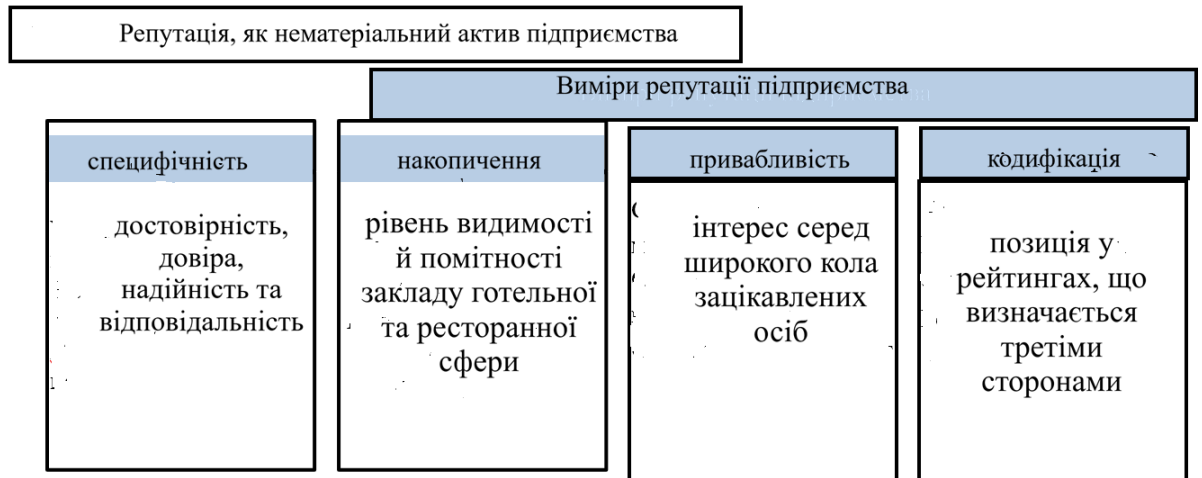 Репутація, як нематеріальний актив підприємства
Виміри репутації підприємства
специфічність
достовірність,
довіра,
надійність та
відповідальність
накопичення
рівень видимості
й помітності
закладу готельної
та ресторанної
сфери
привабливість
інтерес серед
широкого кола
зацікавлених
осіб
кодифікація
позиція у
рейтингах, що
визначається
третіми
сторонами